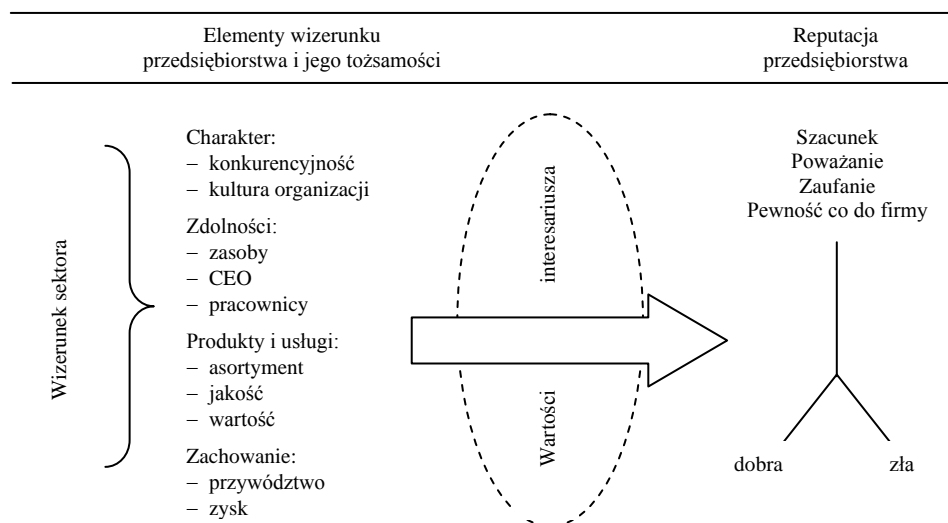 Elementy wizerunku
przedsiębiorstwa i jego tożsamości
Reputacja
przedsiębiorstwa
Wizerunek sektora
Charakter:
– konkurencyjność
– kultura organizacji
Zdolności:
– zasoby
– CEO
– pracownicy
Produkty i usługi:
– asortyment
– jakość
– wartość
Zachowanie:
– przywództwo
– zysk
Wartości
interesariusza
Szacunek
Poważanie
Zaufanie
Pewność co do firmy
dobra
zła